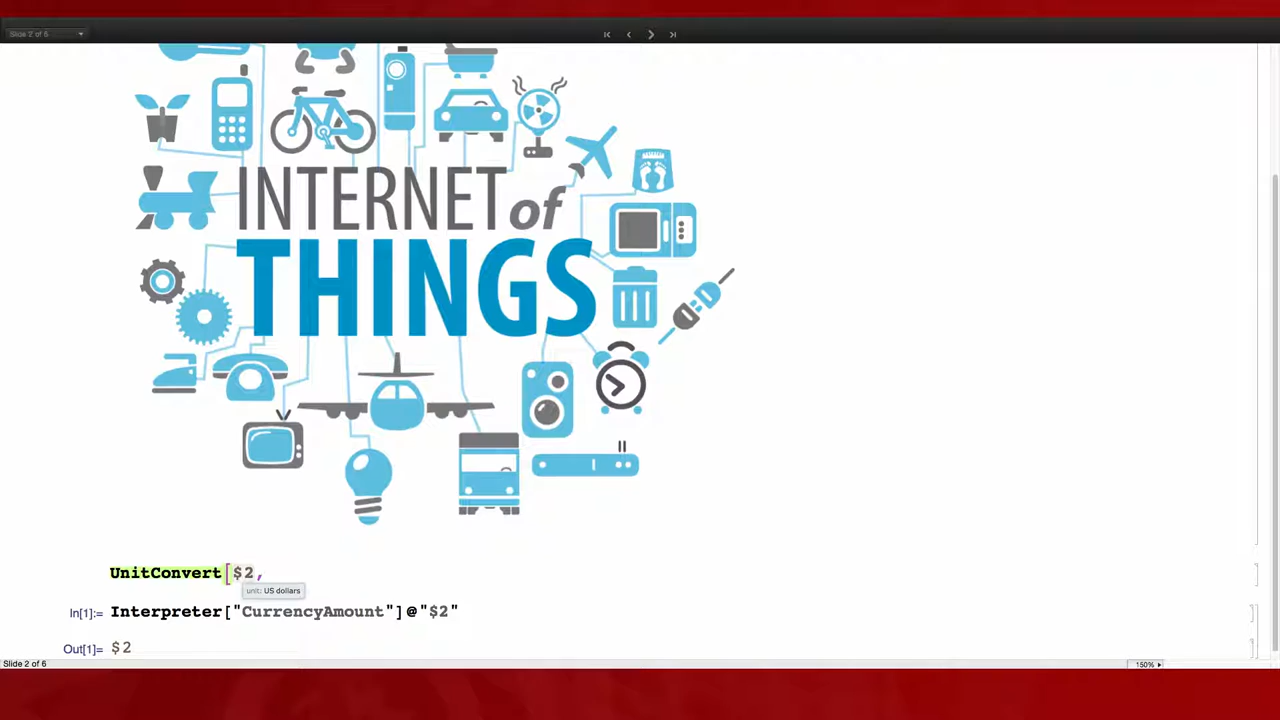 Slide 2 of 6
INTERNET of
THINGS
UnitConvert[$2,
unit: US dollars
In[1]:= Interpreter["CurrencyAmount"]@"$2"
Out[1]= $2
Slide 2 of 6
150%